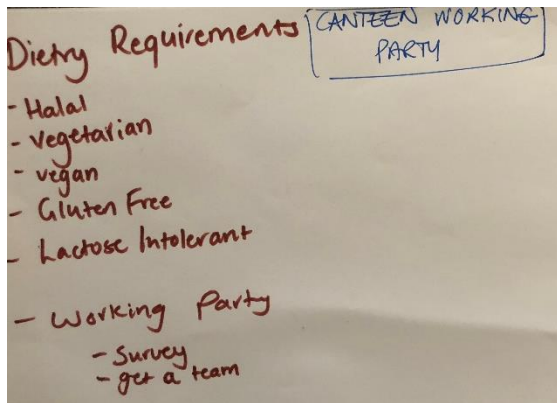 Dietry Requirements
CANTEEN WORKING
PARTY
- Halal
- Vegetarian
- vegan
- Gluten Free
- Lactose Intolerant
- Working Party
- Survey
- get a team